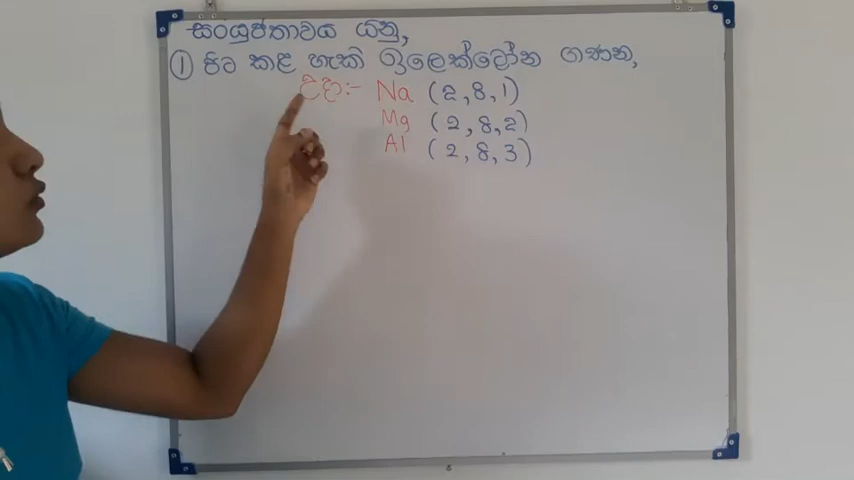 සංයුජතාවය යනු,
① පිට කළ හැකි ඉලෙක්ට්‍රෝන ගණන,
උදා:- Na (2,8,1)
Mg (2,8,2)
Al (2,8,3)